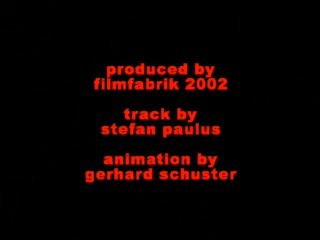 produced by
filmfabrik 2002
track by
stefan paulus
animation by
gerhard schuster